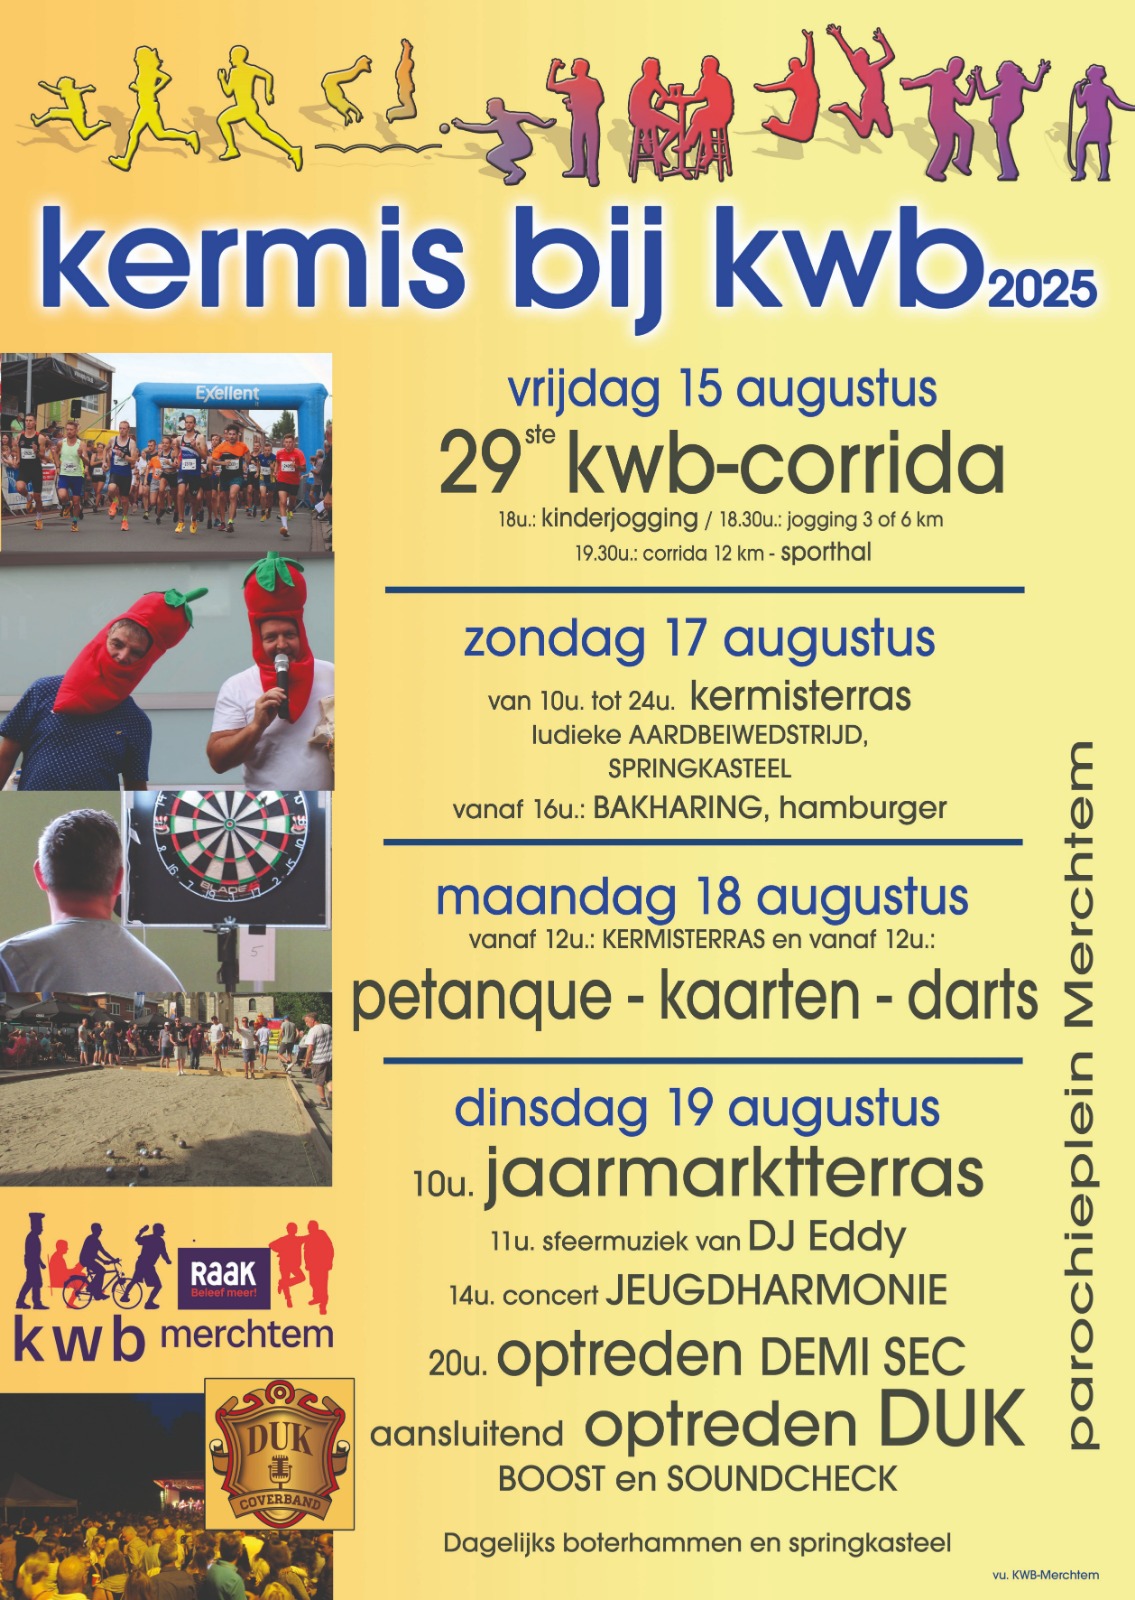 kermis bij kwb 2025
Exellent
vrijdag 15 augustus
29ste kwb-corrida
18u.: kinderjogging / 18.30u.: jogging 3 of 6 km
19.30u.: corrida 12 km - sporthal
zondag 17 augustus
van 10u. tot 24u. kermisterras
ludieke AARDBEIWEDSTRIJD,
SPRINGKASTEEL
vanaf 16u.: BAKHARING, hamburger
BLADE
5
maandag 18 augustus
vanaf 12u.: KERMISTERRAS en vanaf 12u.:
petanque - kaarten - darts
dinsdag 19 augustus
10u. jaarmarktterras
11u. sfeermuziek van DJ Eddy
14u. concert JEUGDHARMONIE
20u. optreden DEMI SEC
aansluitend optreden DUK
BOOST en SOUNDCHECK
Dagelijks boterhammen en springkasteel
parochieplein Merchtem
RAAK
Beleef meer!
kwb merchtem
DUK
COVERBAND
vu. KWB-Merchtem